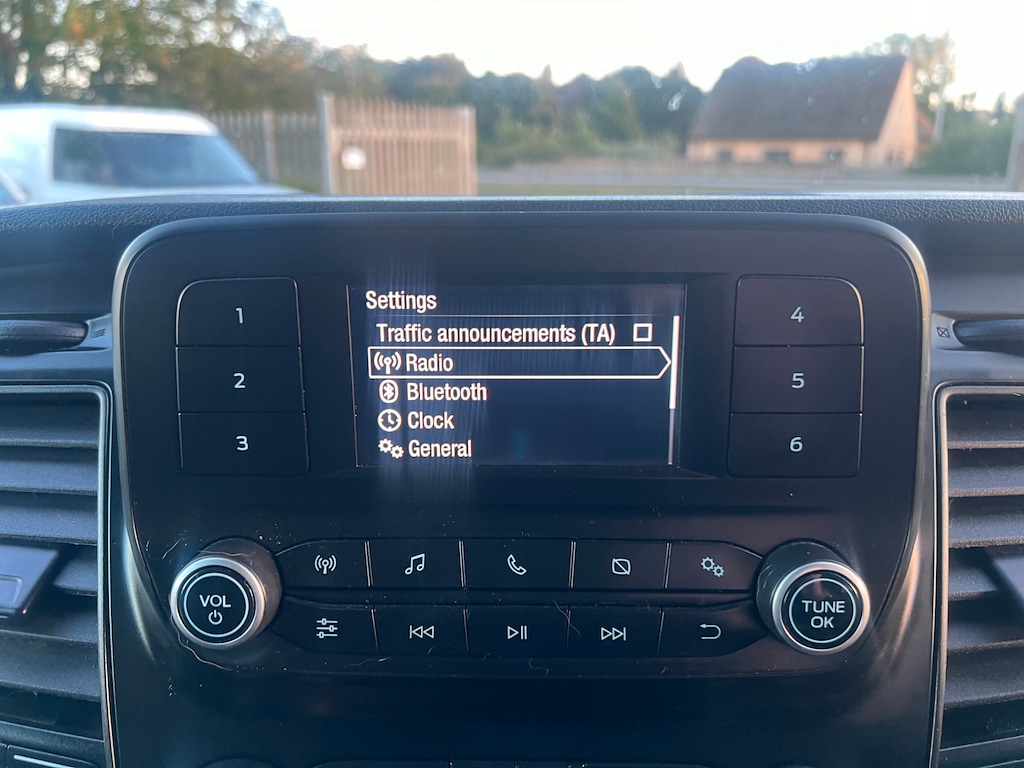 Settings
Traffic announcements (TA)
Radio
Bluetooth
Clock
General
1
2
3
4
5
6
VOL
TUNE
OK